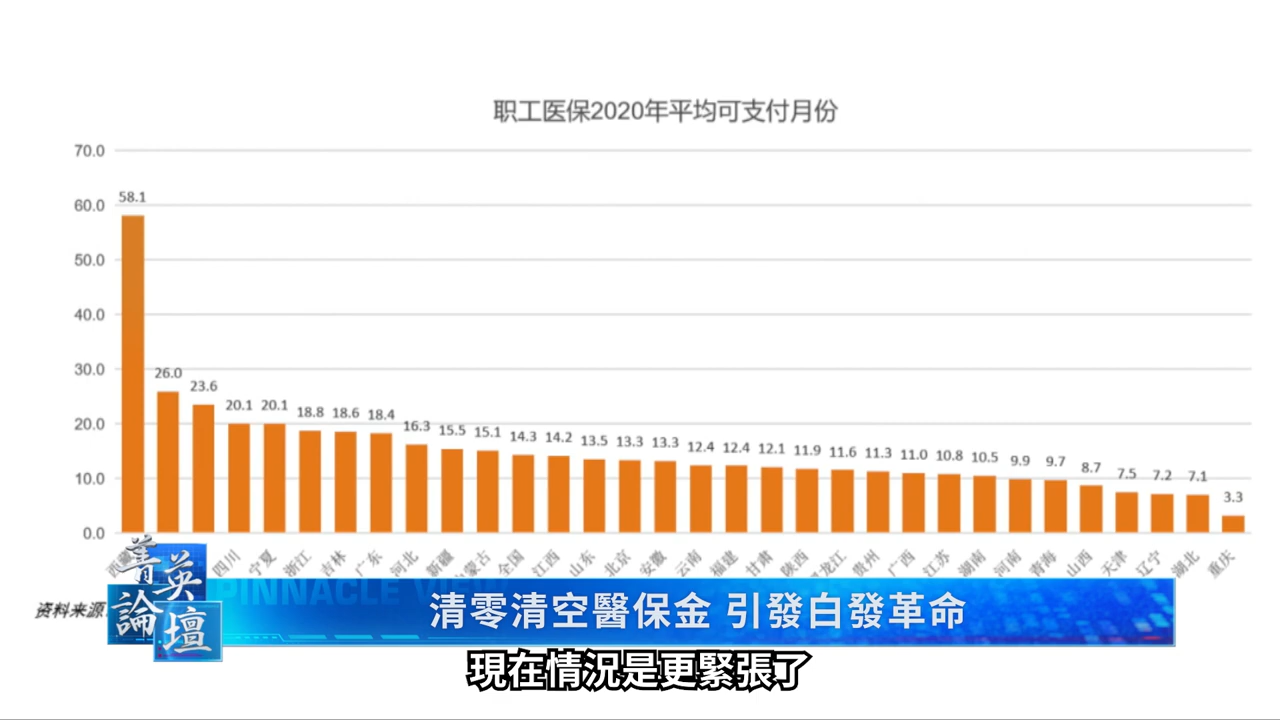 职工医保2020年平均可支付月份
70.0
60.0
50.0
40.0
30.0
20.0
10.0
0.0
58.1
26.0
23.6
20.1
20.1
18.8
18.6
18.4
16.3
15.5
15.1
14.3
14.2
13.5
13.3
13.3
12.4
12.4
12.1
11.9
11.6
11.3
11.0
10.8
10.5
9.9
9.7
8.7
7.5
7.2
7.1
3.3
四川
宁夏
浙江
吉林
广东
河北
新疆
蒙古
全国
江西
山东
北京
安徽
云南
福建
甘肃
陕西
龙江
贵州
广西
江苏
湖南
河南
青海
山西
天津
辽宁
湖北
重庆
资料来源
菁英論壇
PINNACLE VIEW
清零清空醫保金 引發白發革命
現在情況是更緊張了